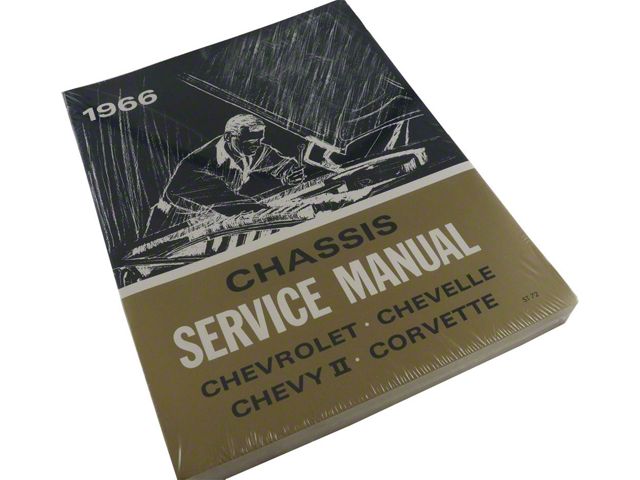 1966
CHASSIS
SERVICE MANUAL
CHEVROLET · CHEVELLE
CHEVY II · CORVETTE
ST 72